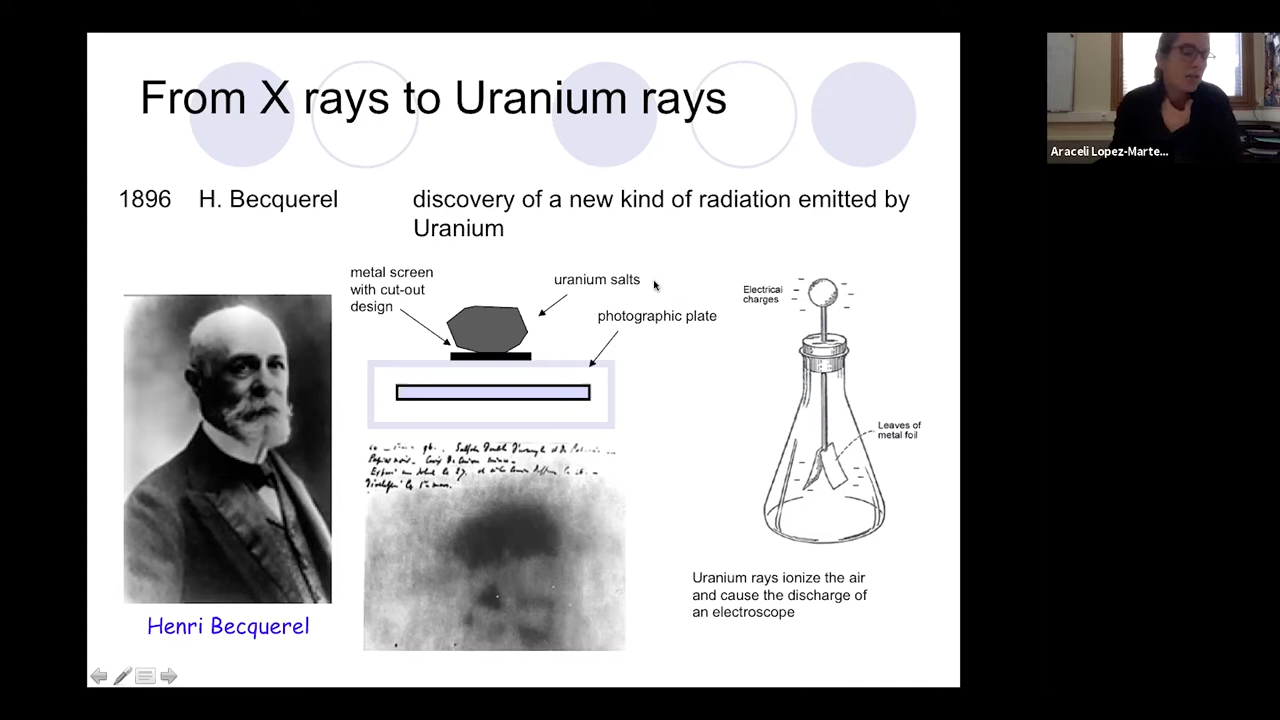 From X rays to Uranium rays
1896 H. Becquerel discovery of a new kind of radiation emitted by
Uranium
metal screen
with cut-out
design
uranium salts
photographic plate
Electrical
charges
Leaves of
metal foil
Henri Becquerel
Uranium rays ionize the air
and cause the discharge of
an electroscope
Araceli Lopez-Marte...